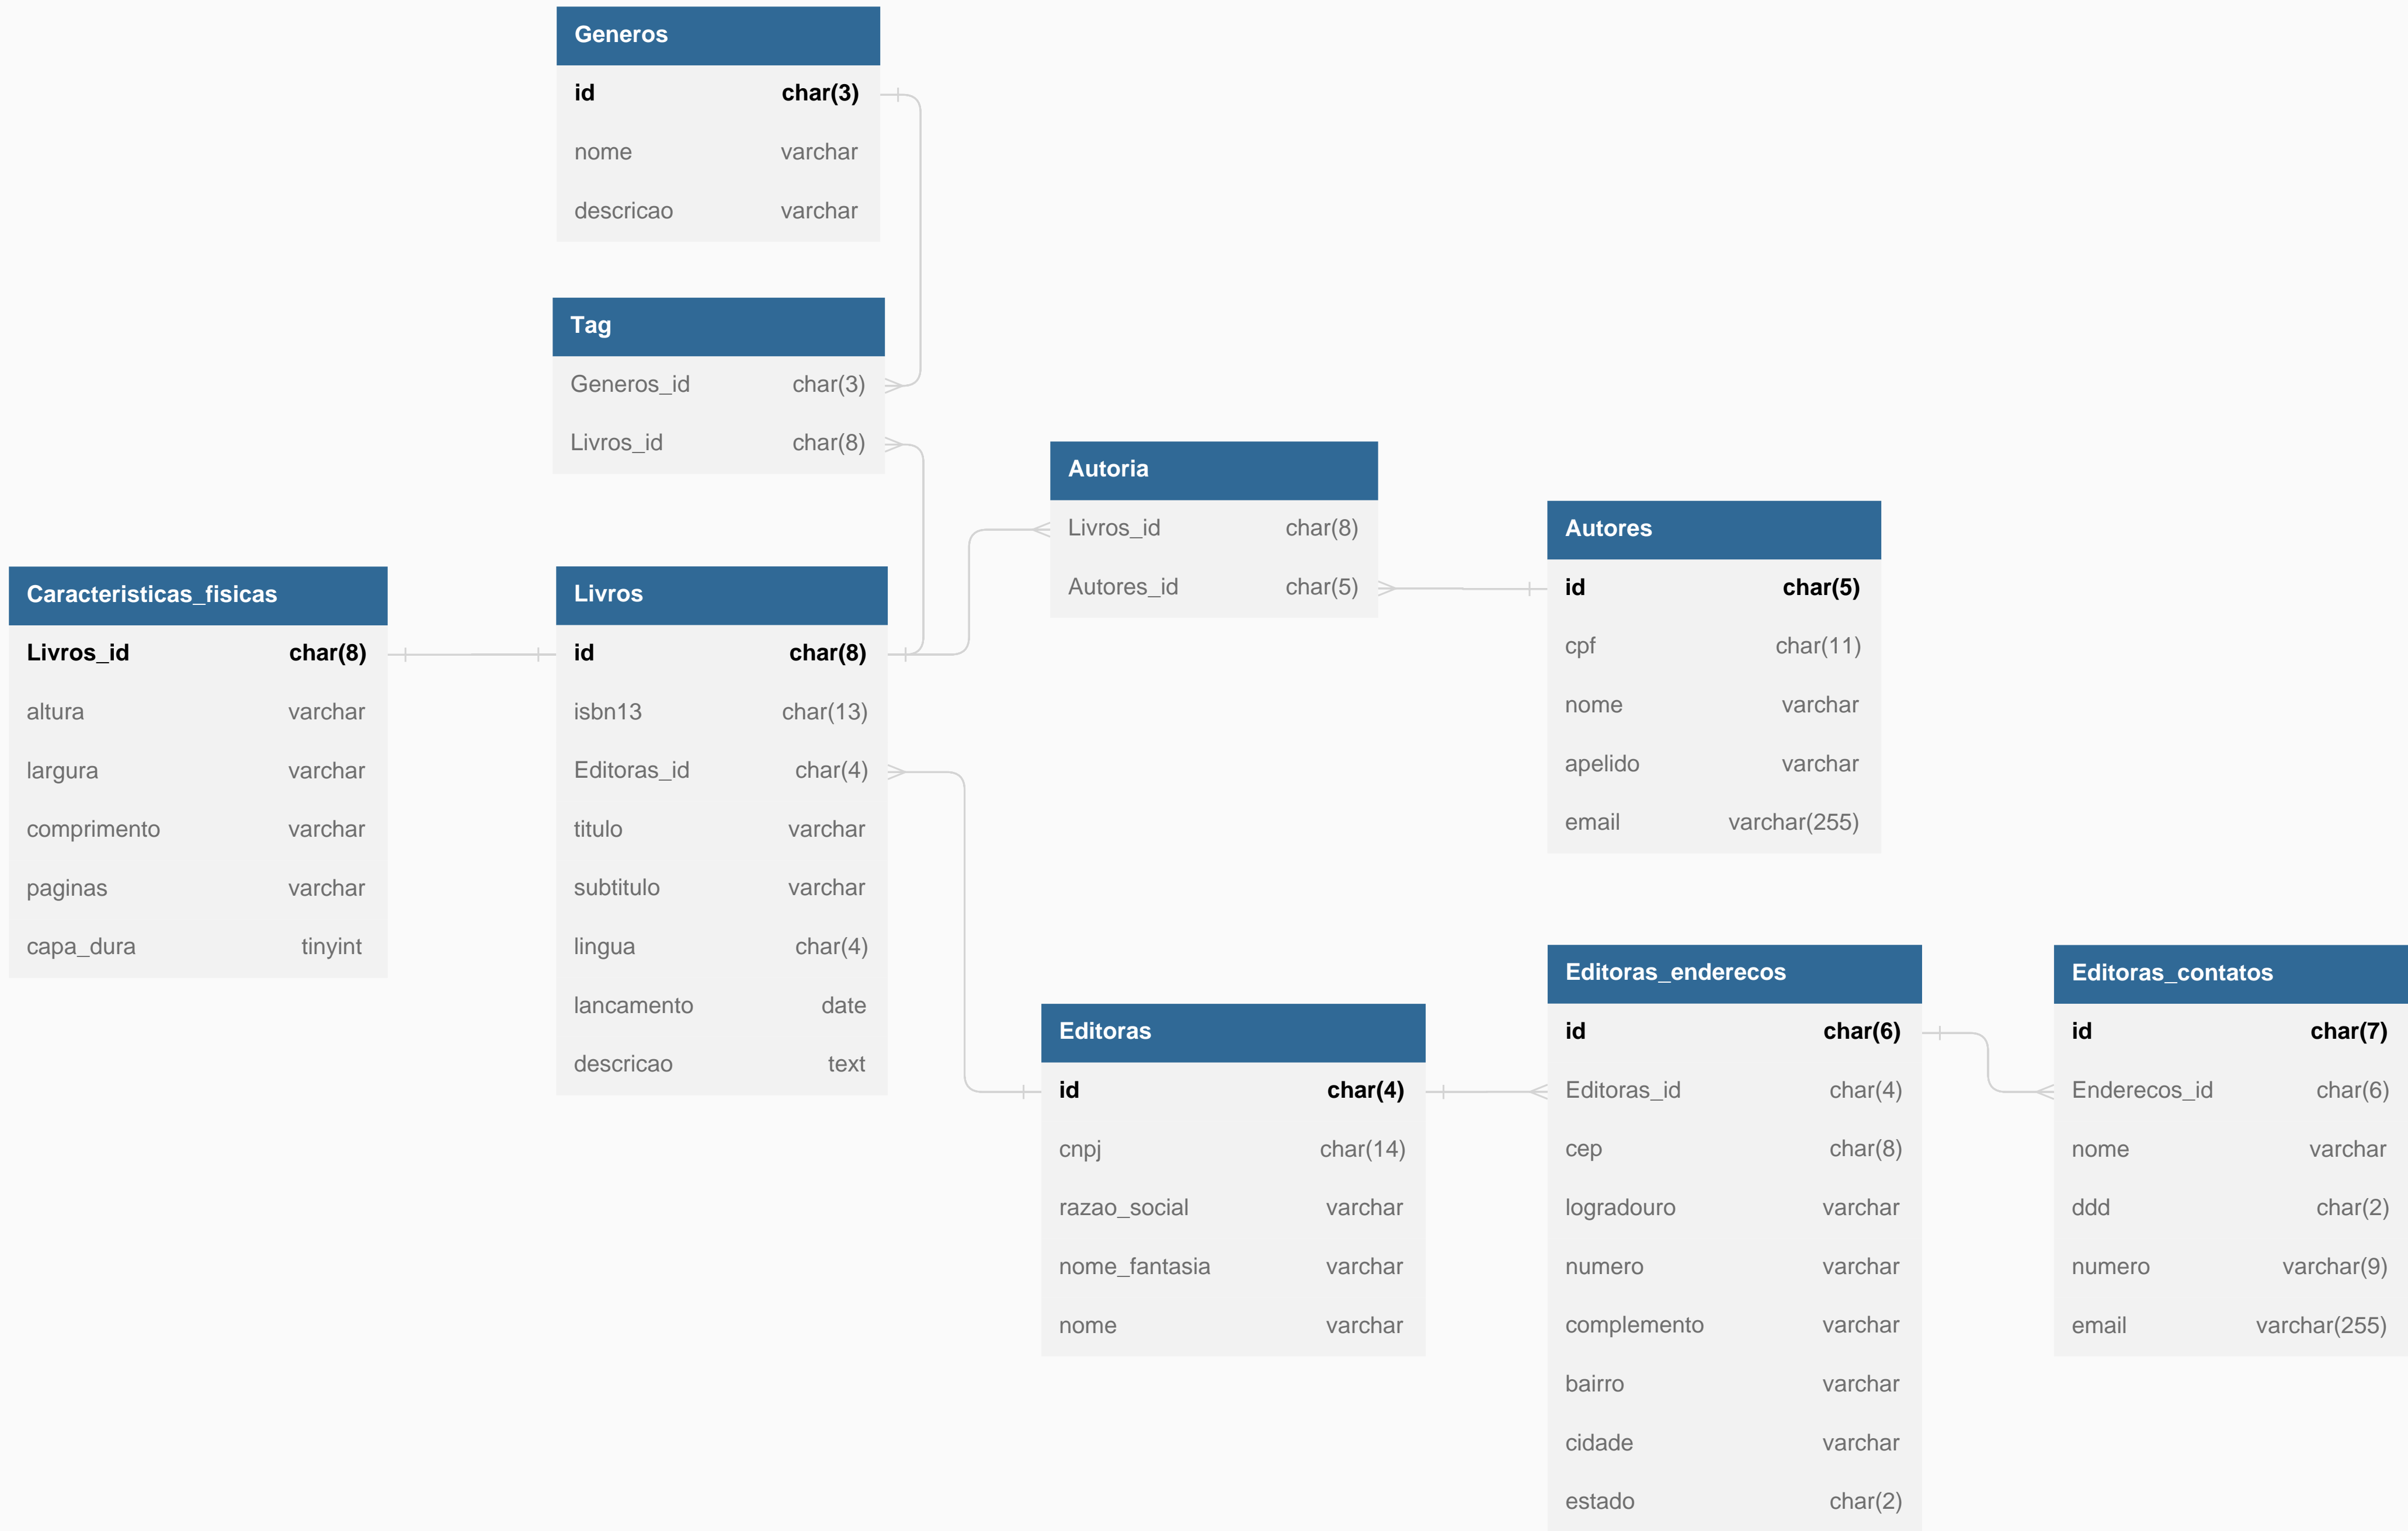 Generos
id char(3)
nome varchar
descricao varchar
Tag
Generos_id char(3)
Livros_id char(8)
Autoria
Livros_id char(8)
Autores_id char(5)
Autores
id char(5)
cpf char(11)
nome varchar
apelido varchar
email varchar(255)
Caracteristicas_fisicas
Livros_id char(8)
altura varchar
largura varchar
comprimento varchar
paginas varchar
capa_dura tinyint
Livros
id char(8)
isbn13 char(13)
Editoras_id char(4)
titulo varchar
subtitulo varchar
lingua char(4)
lancamento date
descricao text
Editoras
id char(4)
cnpj char(14)
razao_social varchar
nome_fantasia varchar
nome varchar
Editoras_enderecos
id char(6)
Editoras_id char(4)
cep char(8)
logradouro varchar
numero varchar
complemento varchar
bairro varchar
cidade varchar
estado char(2)
Editoras_contatos
id char(7)
Enderecos_id char(6)
nome varchar
ddd char(2)
numero varchar(9)
email varchar(255)